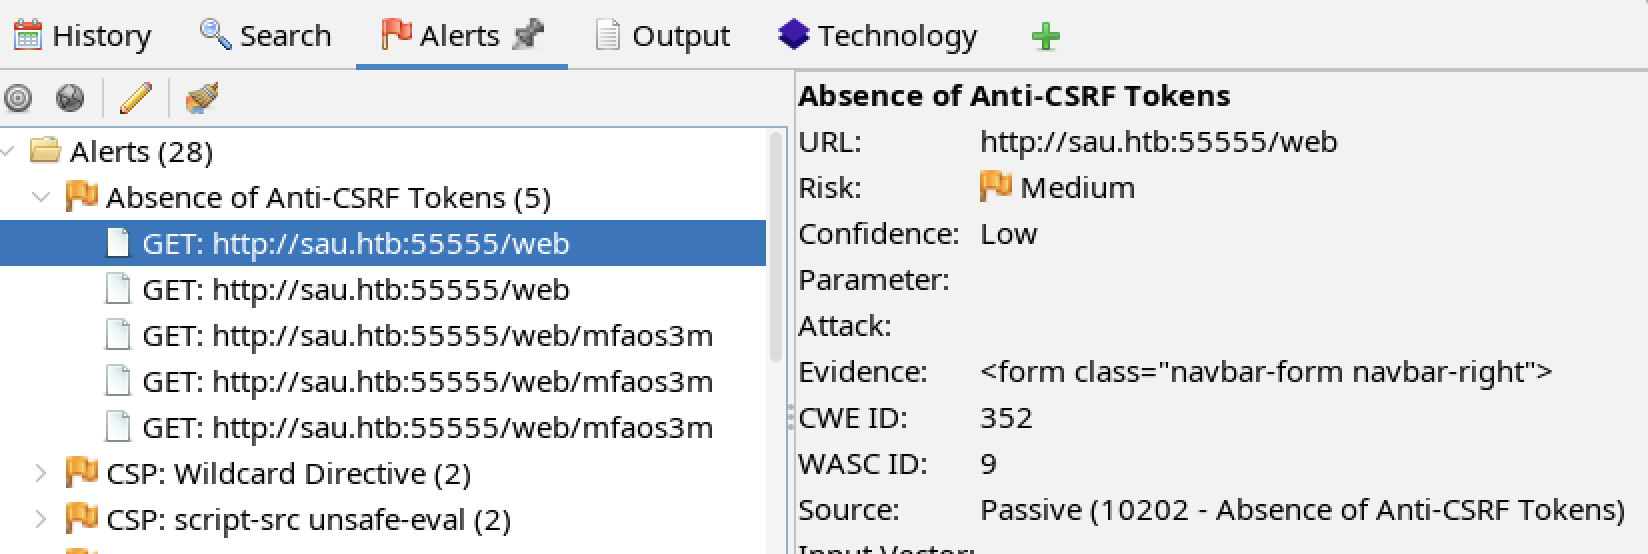 History Search Alerts Output Technology
Absence of Anti-CSRF Tokens
URL: http://sau.htb:55555/web
Risk: Medium
Confidence: Low
Parameter:
Attack:
Evidence: <form class="navbar-form navbar-right">
CWE ID: 352
WASC ID: 9
Source: Passive (10202 - Absence of Anti-CSRF Tokens)
Input Vector:
Alerts (28)
Absence of Anti-CSRF Tokens (5)
GET: http://sau.htb:55555/web
GET: http://sau.htb:55555/web
GET: http://sau.htb:55555/web/mfaos3m
GET: http://sau.htb:55555/web/mfaos3m
GET: http://sau.htb:55555/web/mfaos3m
CSP: Wildcard Directive (2)
CSP: script-src unsafe-eval (2)